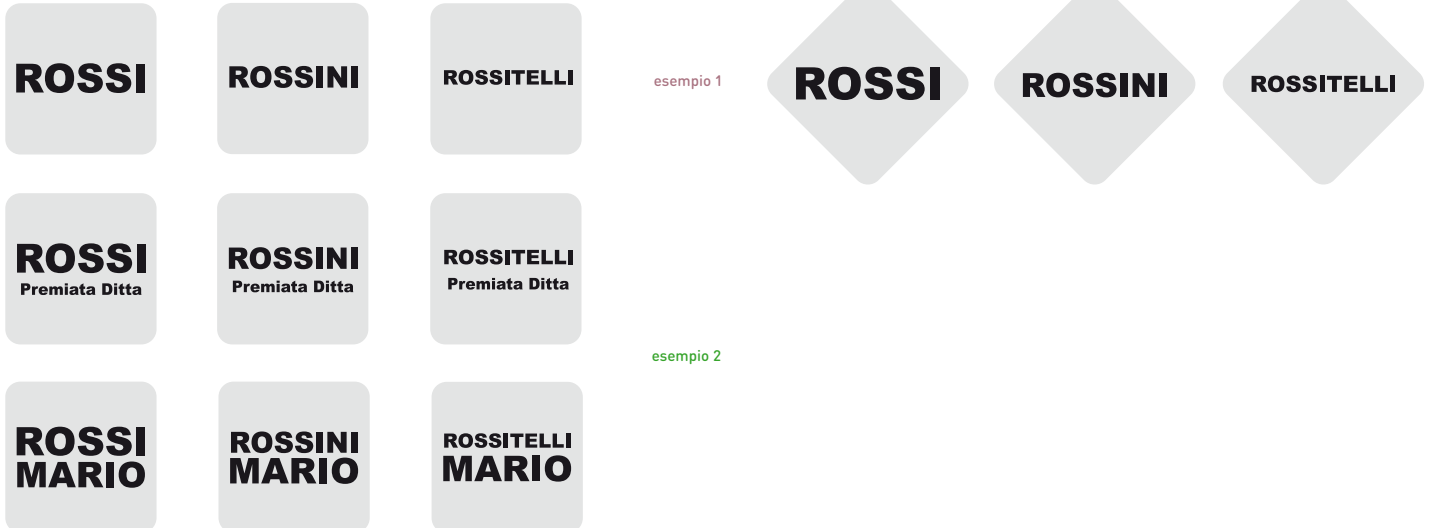 ROSSI
ROSSINI
ROSSITELLI
esempio 1
ROSSI
ROSSINI
ROSSITELLI
ROSSI
Premiata Ditta
ROSSINI
Premiata Ditta
ROSSITELLI
Premiata Ditta
esempio 2
ROSSI
MARIO
ROSSINI
MARIO
ROSSITELLI
MARIO